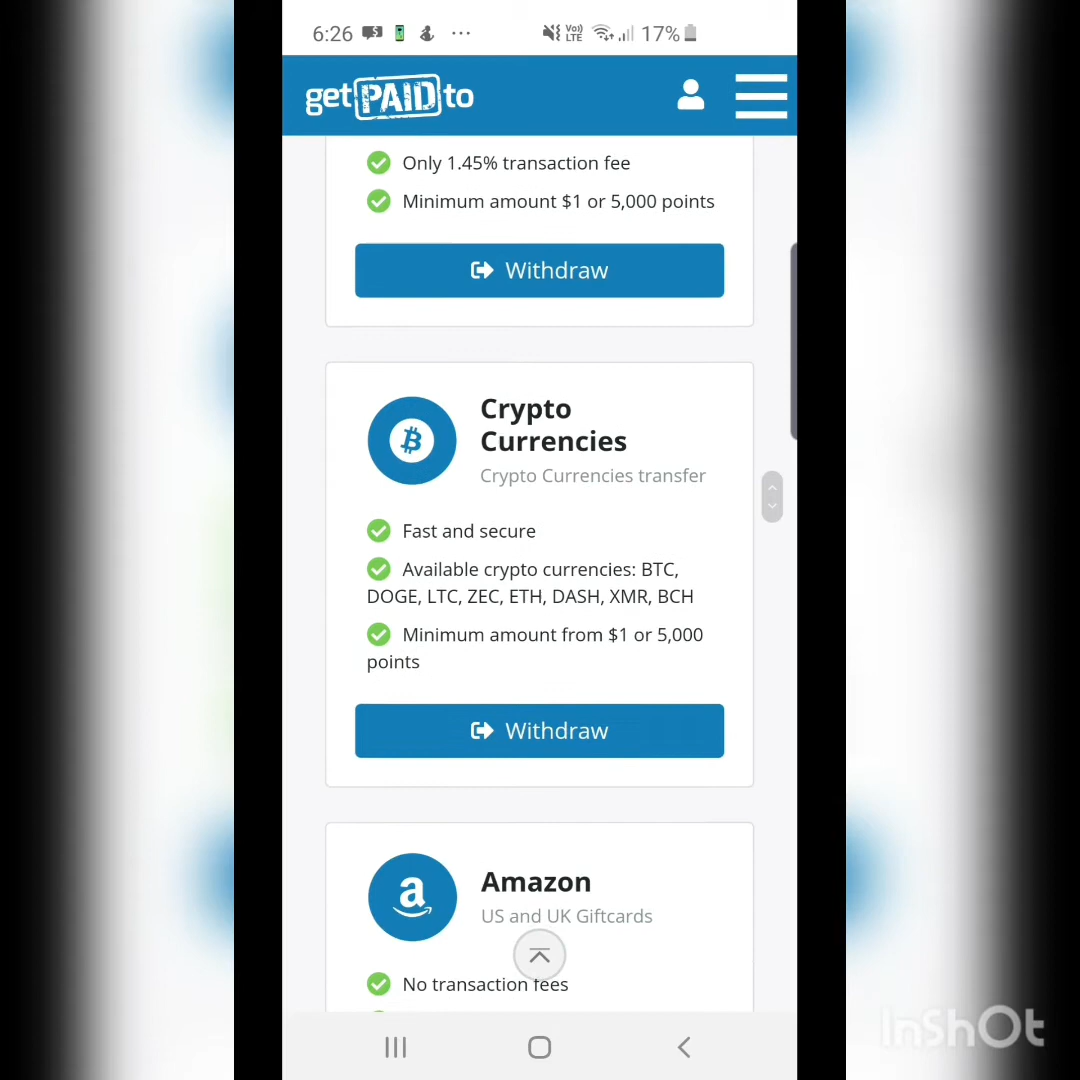 6:26 ... Vo)) LTE 17%
getPAIDto
Only 1.45% transaction fee
Minimum amount $1 or 5,000 points
Withdraw
Crypto
Currencies
Crypto Currencies transfer
Fast and secure
Available crypto currencies: BTC,
DOGE, LTC, ZEC, ETH, DASH, XMR, BCH
Minimum amount from $1 or 5,000
points
Withdraw
Amazon
US and UK Giftcards
No transaction fees
InShOt